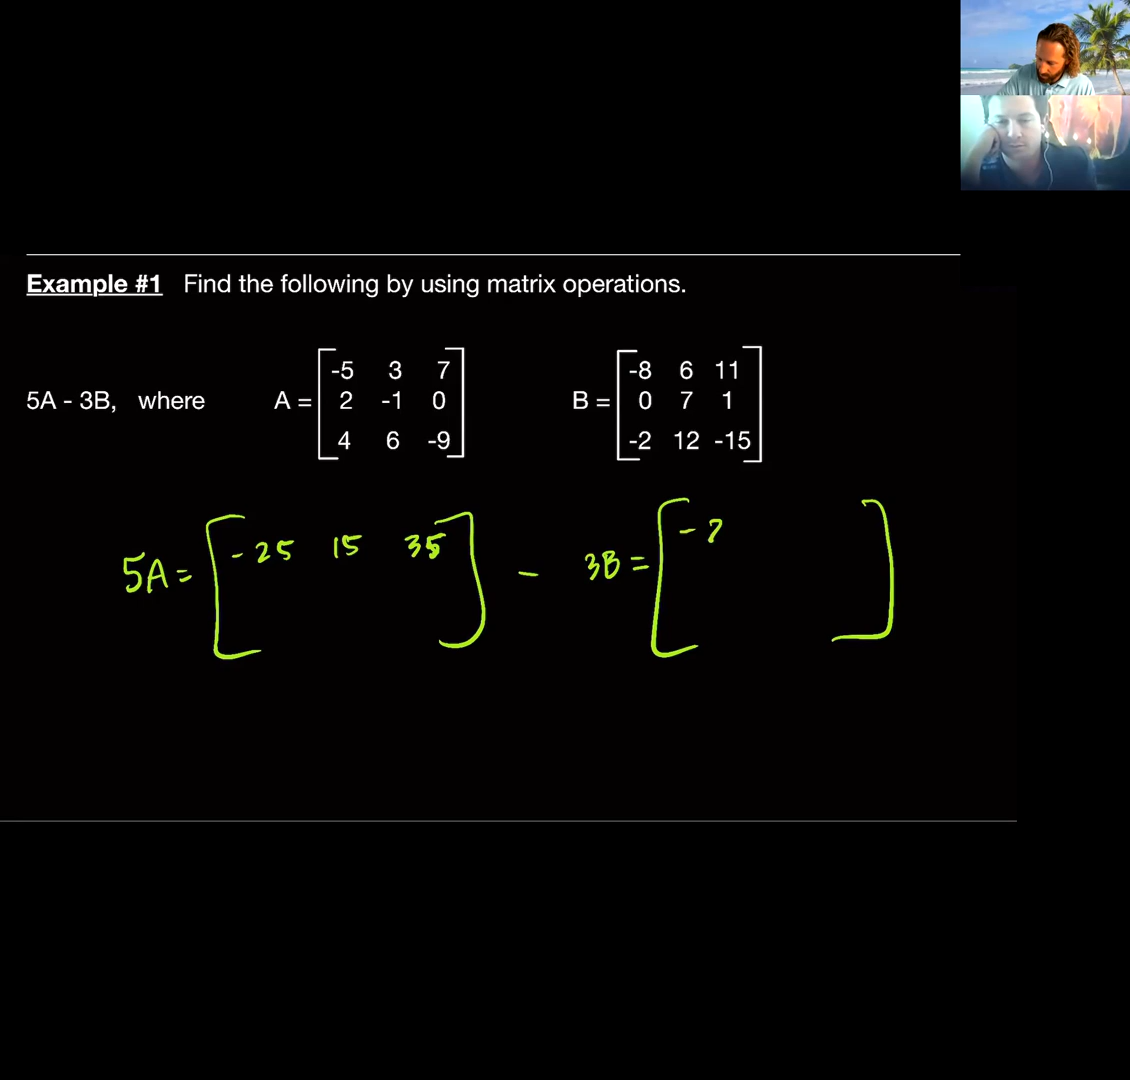 Example #1 Find the following by using matrix operations.
-5 3 7
-8 6 11
5A - 3B, where A = 2 -1 0 B = 0 7 1
4 6 -9
-2 12 -15
-25 15 35
-2
5A = - 3B =